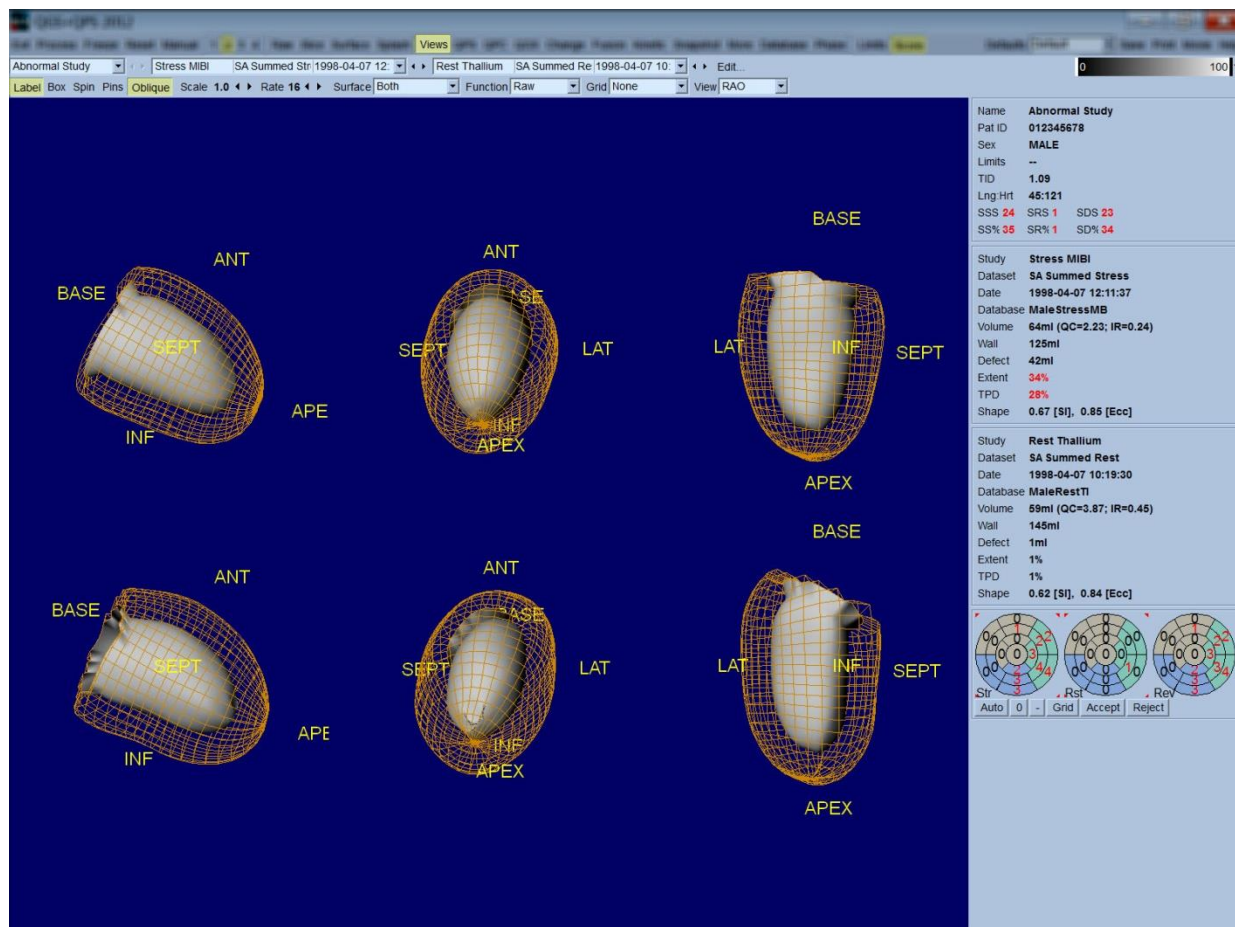 QGS+QPS 2012
Views
Abnormal Study Stress MIBI SA Summed Str 1998-04-07 12: Rest Thallium SA Summed Re 1998-04-07 10: Edit...
0 100
Label Box Spin Pins Oblique Scale 1.0 Rate 16 Surface Both Function Raw Grid None View RAO
Name Abnormal Study
Pat ID 012345678
Sex MALE
Limits --
TID 1.09
Lng:Hrt 45:121
SSS 24 SRS 1 SDS 23
SS% 35 SR% 1 SD% 34
Study Stress MIBI
Dataset SA Summed Stress
Date 1998-04-07 12:11:37
Database MaleStressMB
Volume 64ml (QC=2.23; IR=0.24)
Wall 125ml
Defect 42ml
Extent 34%
TPD 28%
Shape 0.67 [SI], 0.85 [Ecc]
Study Rest Thallium
Dataset SA Summed Rest
Date 1998-04-07 10:19:30
Database MaleRestTl
Volume 59ml (QC=3.87; IR=0.45)
Wall 145ml
Defect 1ml
Extent 1%
TPD 1%
Shape 0.62 [SI], 0.84 [Ecc]
Str Rst Rev
Auto 0 - Grid Accept Reject
BASE
ANT ANT
BASE SE
SEPT SEPT LAT LAT INF SEPT
APE
INF INF
APEX
APEX
BASE
ANT ANT
BASE BASE
SEPT SEPT LAT LAT INF SEPT
APE
INF INF
APEX
APEX